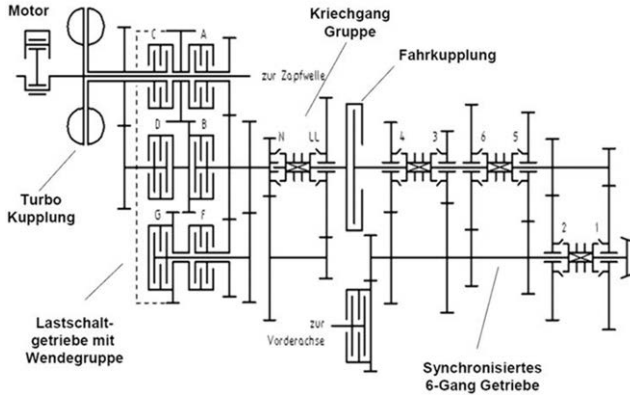 Motor
Kriechgang
Gruppe
Fahrkupplung
C A
zur Zapfwelle
D B
N LL
4 3 6 5
Turbo
Kupplung
G F
2 1
Lastschalt-
getriebe mit
Wendegruppe
zur
Vorderachse
Synchronisiertes
6-Gang Getriebe